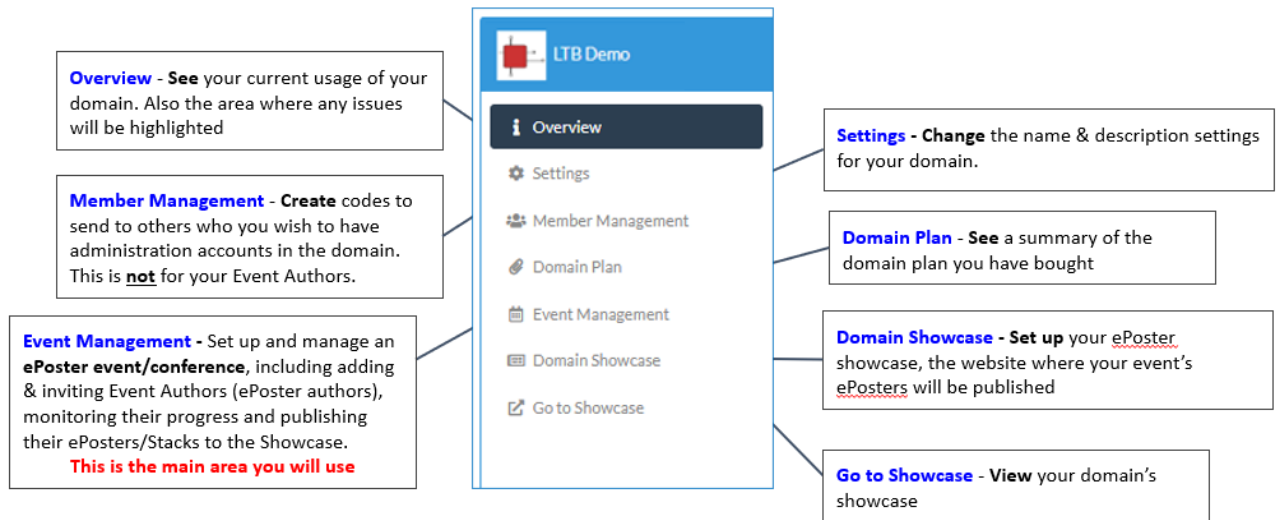 LTB Demo
Overview
Settings
Member Management
Domain Plan
Event Management
Domain Showcase
Go to Showcase
Overview - See your current usage of your
domain. Also the area where any issues
will be highlighted
Member Management - Create codes to
send to others who you wish to have
administration accounts in the domain.
This is not for your Event Authors.
Event Management - Set up and manage an
ePoster event/conference, including adding
& inviting Event Authors (ePoster authors),
monitoring their progress and publishing
their ePosters/Stacks to the Showcase.
This is the main area you will use
Settings - Change the name & description settings
for your domain.
Domain Plan - See a summary of the
domain plan you have bought
Domain Showcase - Set up your ePoster
showcase, the website where your event's
ePosters will be published
Go to Showcase - View your domain's
showcase